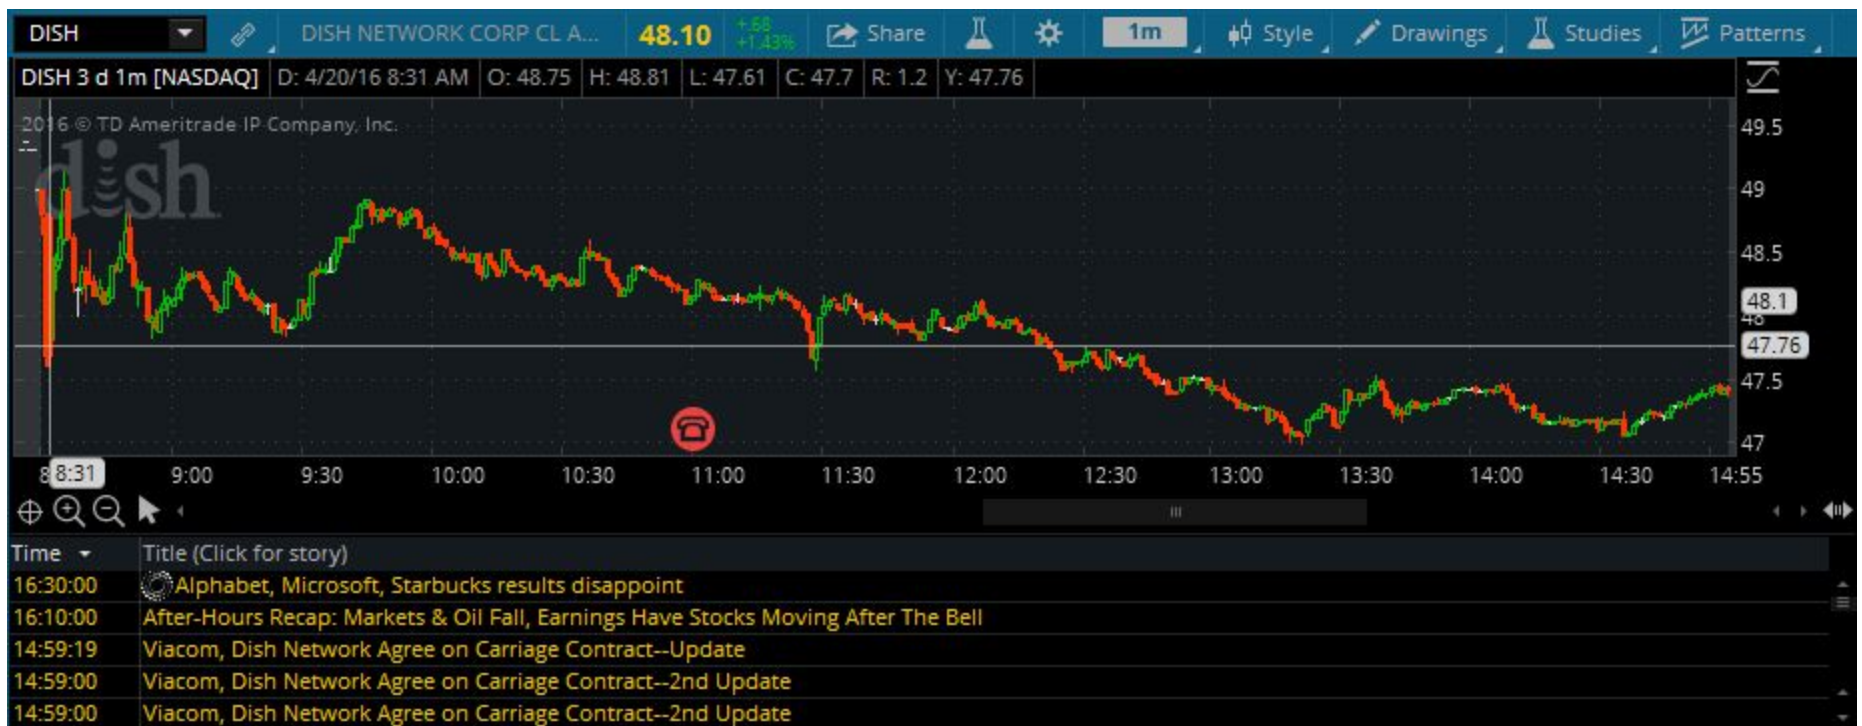 DISH DISH NETWORK CORP CL A... 48.10 +.68 +1.43% Share 1m Style Drawings Studies Patterns
DISH 3 d 1m [NASDAQ] D: 4/20/16 8:31 AM O: 48.75 H: 48.81 L: 47.61 C: 47.7 R: 1.2 Y: 47.76
2016 © TD Ameritrade IP Company, Inc.
dish
49.5
49
48.5
48.1
48
47.76
47.5
47
8 8:31 9:00 9:30 10:00 10:30 11:00 11:30 12:00 12:30 13:00 13:30 14:00 14:30 14:55
Time Title (Click for story)
16:30:00 Alphabet, Microsoft, Starbucks results disappoint
16:10:00 After-Hours Recap: Markets & Oil Fall, Earnings Have Stocks Moving After The Bell
14:59:19 Viacom, Dish Network Agree on Carriage Contract--Update
14:59:00 Viacom, Dish Network Agree on Carriage Contract--2nd Update
14:59:00 Viacom, Dish Network Agree on Carriage Contract--2nd Update